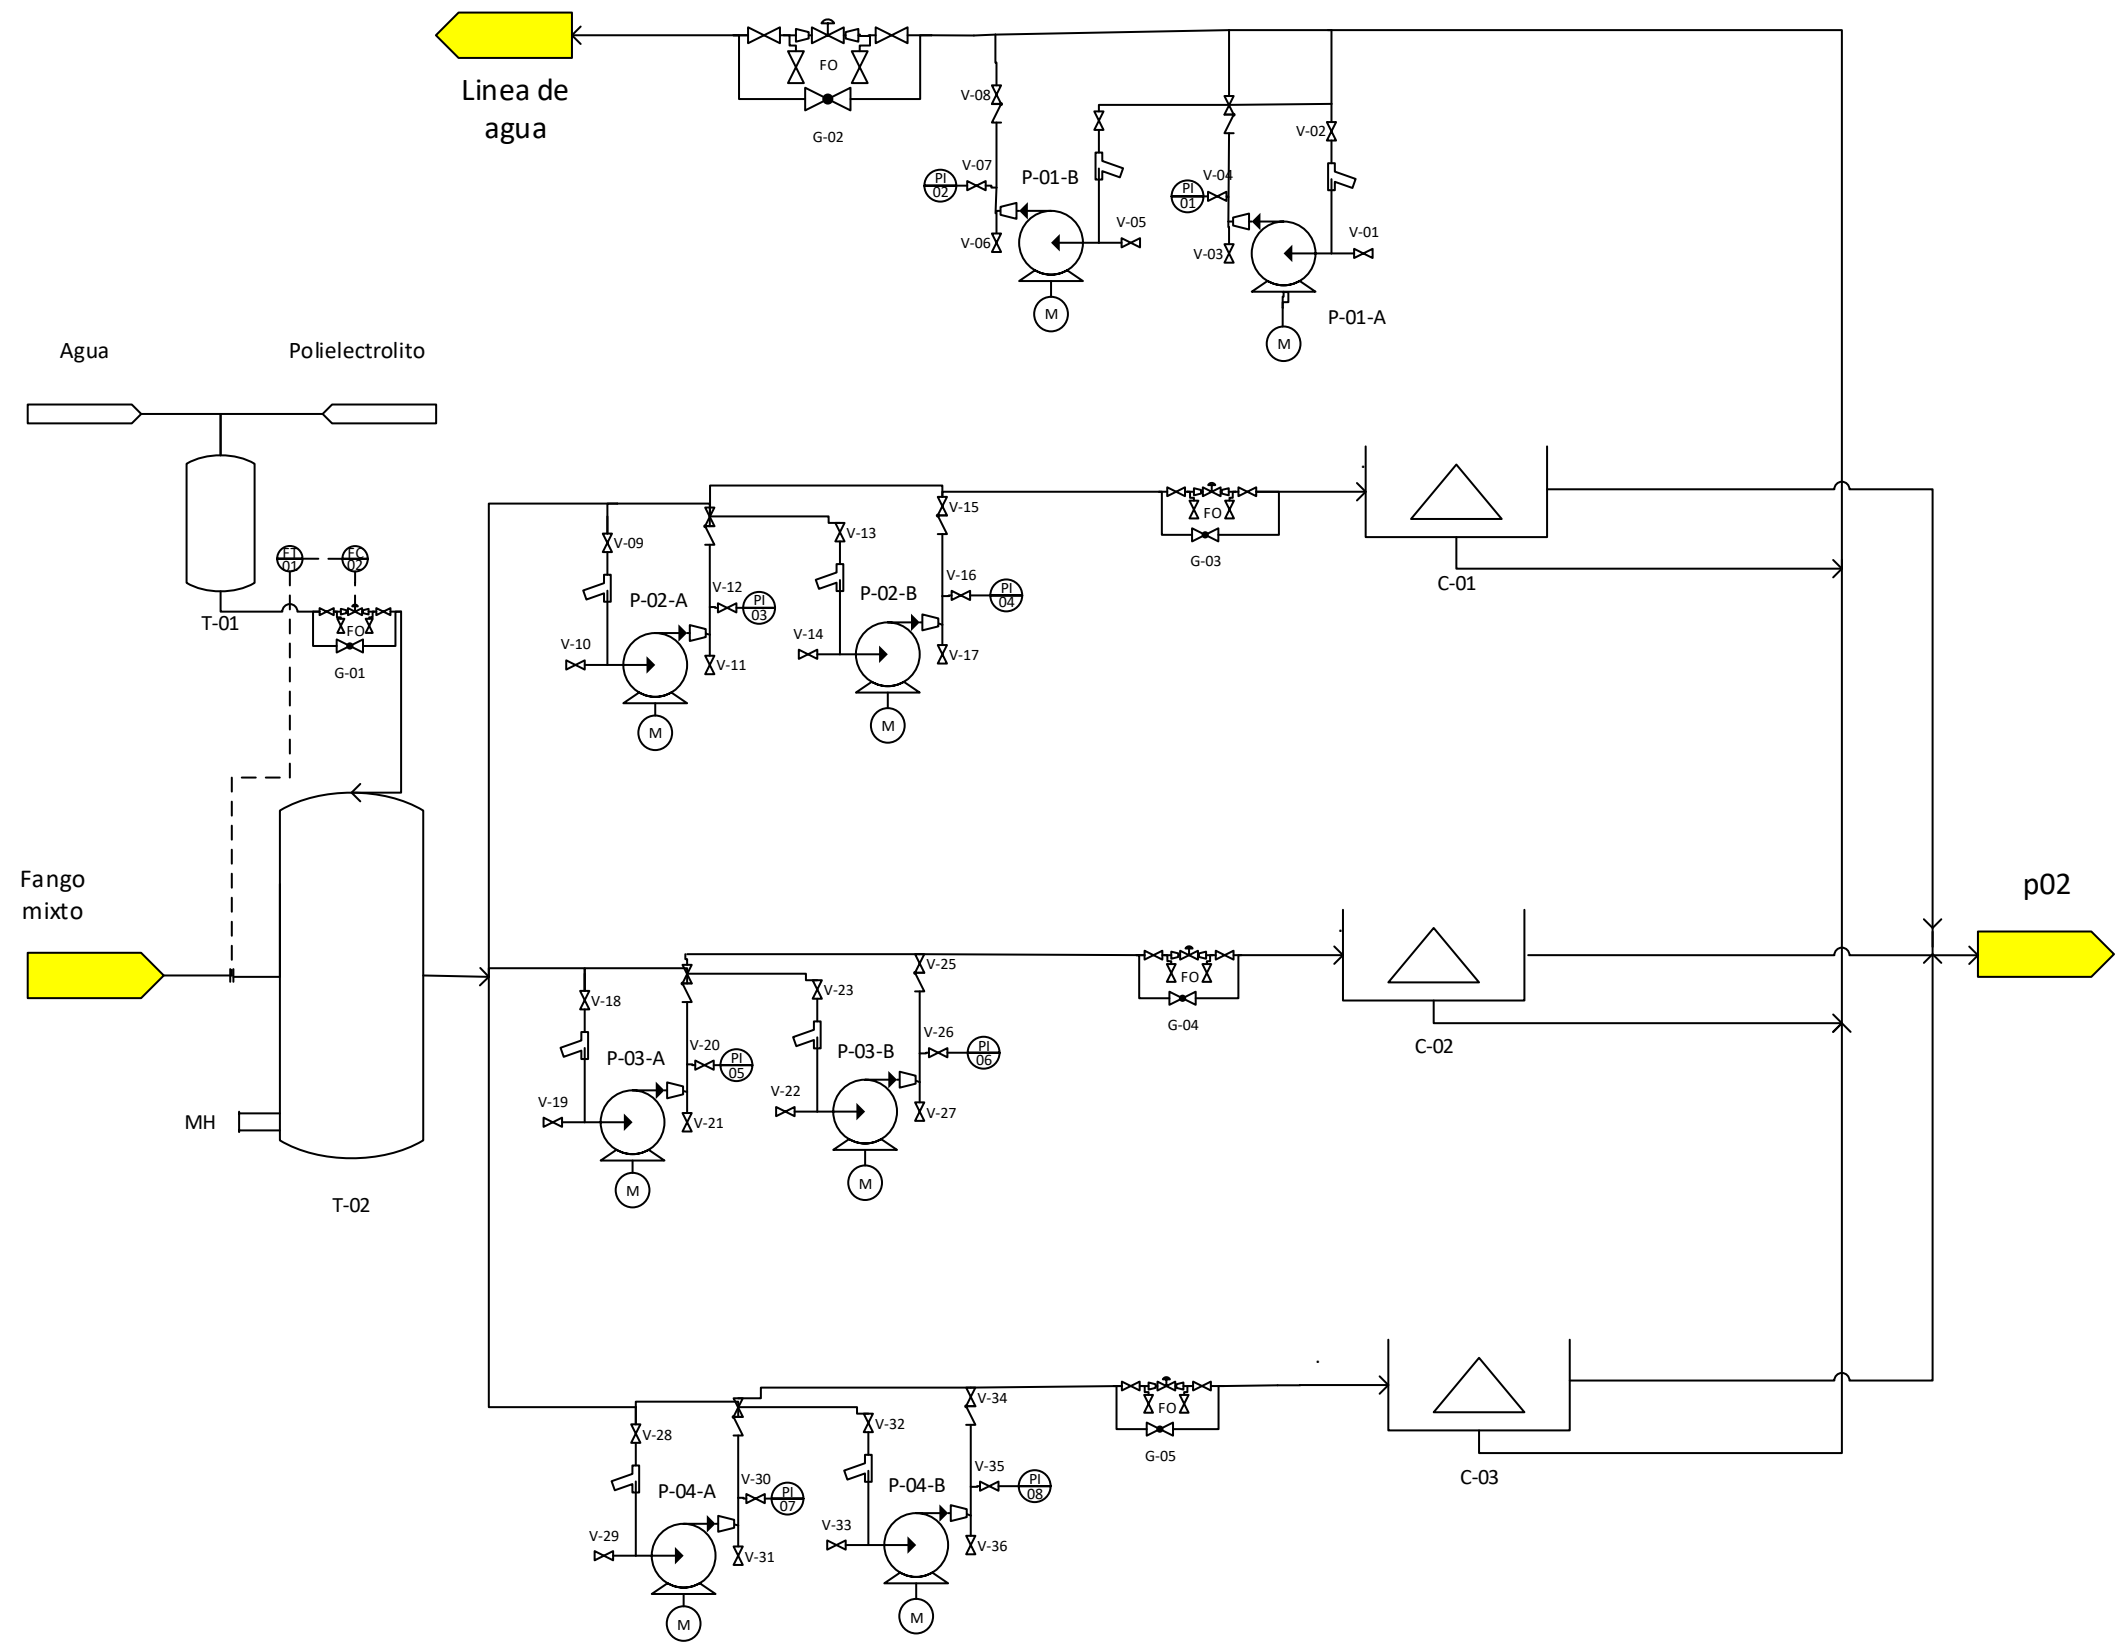 Linea de
agua
FO
G-02
V-08
V-07
PI
02
V-06
P-01-B
V-05
V-04
PI
01
V-03
V-02
V-01
P-01-A
M
M
Agua
Polielectrolito
T-01
FT
01
FC
02
FO
G-01
V-09
V-10
P-02-A
V-12
PI
03
V-11
M
V-13
V-14
P-02-B
V-15
V-16
PI
04
V-17
M
FO
G-03
C-01
Fango
mixto
MH
T-02
V-18
V-19
P-03-A
V-20
PI
05
V-21
M
V-23
V-22
P-03-B
V-25
V-26
PI
06
V-27
M
FO
G-04
C-02
p02
V-28
V-29
P-04-A
V-30
PI
07
V-31
M
V-32
V-33
P-04-B
V-34
V-35
PI
08
V-36
M
FO
G-05
C-03